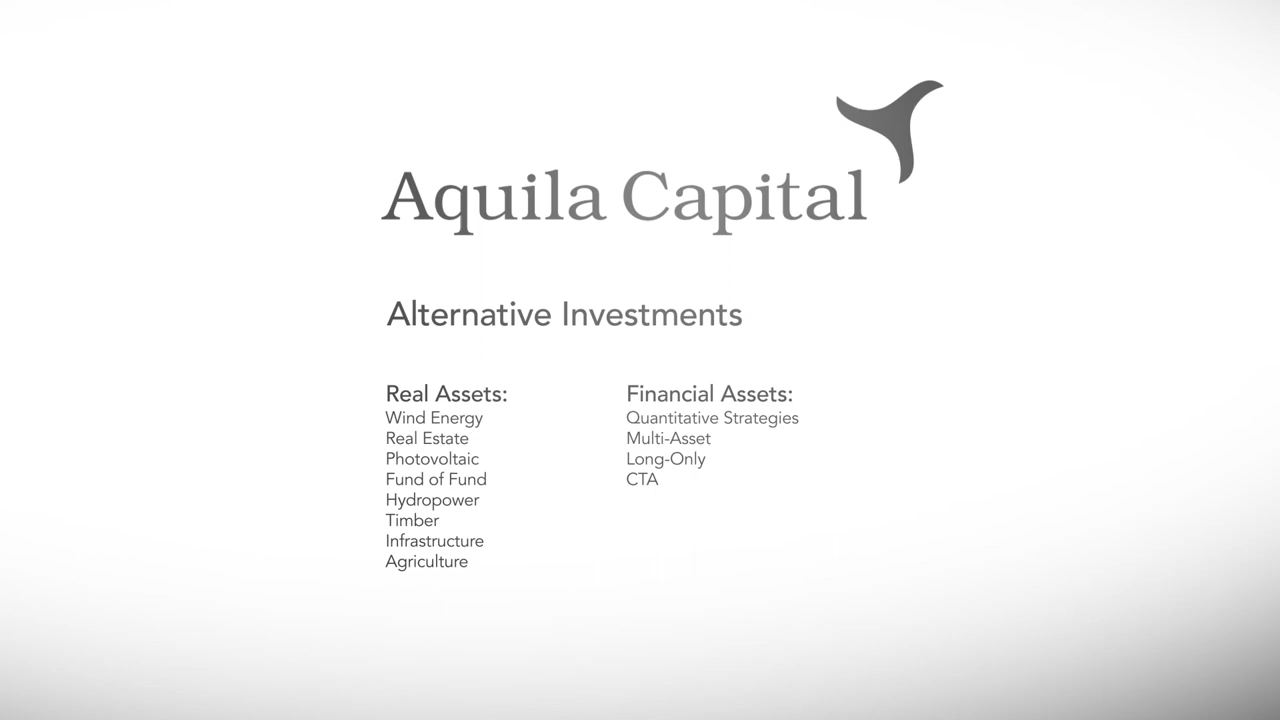 Aquila Capital
Alternative Investments
Real Assets:
Wind Energy
Real Estate
Photovoltaic
Fund of Fund
Hydropower
Timber
Infrastructure
Agriculture
Financial Assets:
Quantitative Strategies
Multi-Asset
Long-Only
CTA